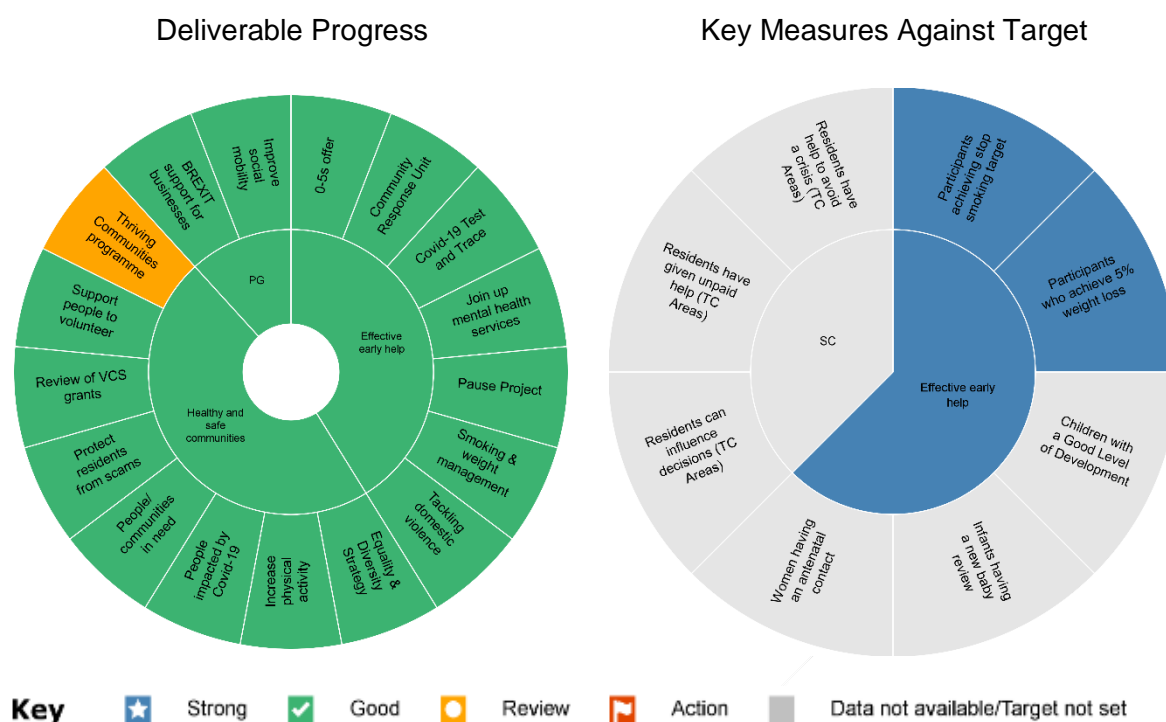 Deliverable Progress
Key Measures Against Target
Improve
social
mobility
0-5s offer
Community
Response Unit
Covid-19 Test
and Trace
Join up
mental health
services
Pause Project
Smoking &
weight
management
Tackling
domestic
violence
Equality &
Diversity
Strategy
Increase
physical
activity
People
impacted by
Covid-19
People/
communities
in need
Protect
residents
from scams
Review of VCS
grants
Support
people to
volunteer
Thriving
Communities
programme
BREXIT
support for
businesses
PG
Effective
early help
Healthy and
safe
communities
Participants
achieving stop
smoking target
Participants
who achieve 5%
weight loss
Children with
a Good Level
of Development
Infants having
a new baby
review
Women having
an antenatal
contact
Residents can
influence
decisions (TC
Areas)
Residents have
given unpaid
help (TC
Areas)
Residents have
help to avoid
a crisis (TC
Areas)
SC
Effective early
help
Key
Strong
Good
Review
Action
Data not available/Target not set